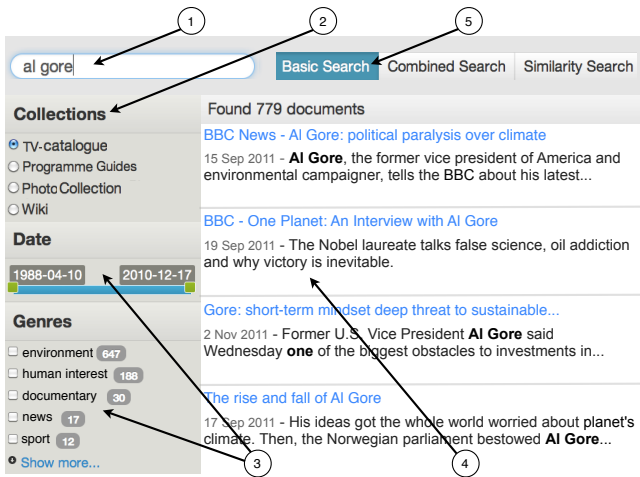 1
2
5
al gore
Basic Search
Combined Search
Similarity Search
Collections
TV-catalogue
Programme Guides
Photo Collection
Wiki
Date
1988-04-10
2010-12-17
Genres
environment 647
human interest 188
documentary 30
news 17
sport 12
Show more...
Found 779 documents
BBC News - Al Gore: political paralysis over climate
15 Sep 2011 - Al Gore, the former vice president of America and
environmental campaigner, tells the BBC about his latest...
BBC - One Planet: An Interview with Al Gore
19 Sep 2011 - The Nobel laureate talks false science, oil addiction
and why victory is inevitable.
Gore: short-term mindset deep threat to sustainable...
2 Nov 2011 - Former U.S. Vice President Al Gore said
Wednesday one of the biggest obstacles to investments in...
The rise and fall of Al Gore
17 Sep 2011 - His ideas got the whole world worried about planet's
climate. Then, the Norwegian parliament bestowed Al Gore...
3
4